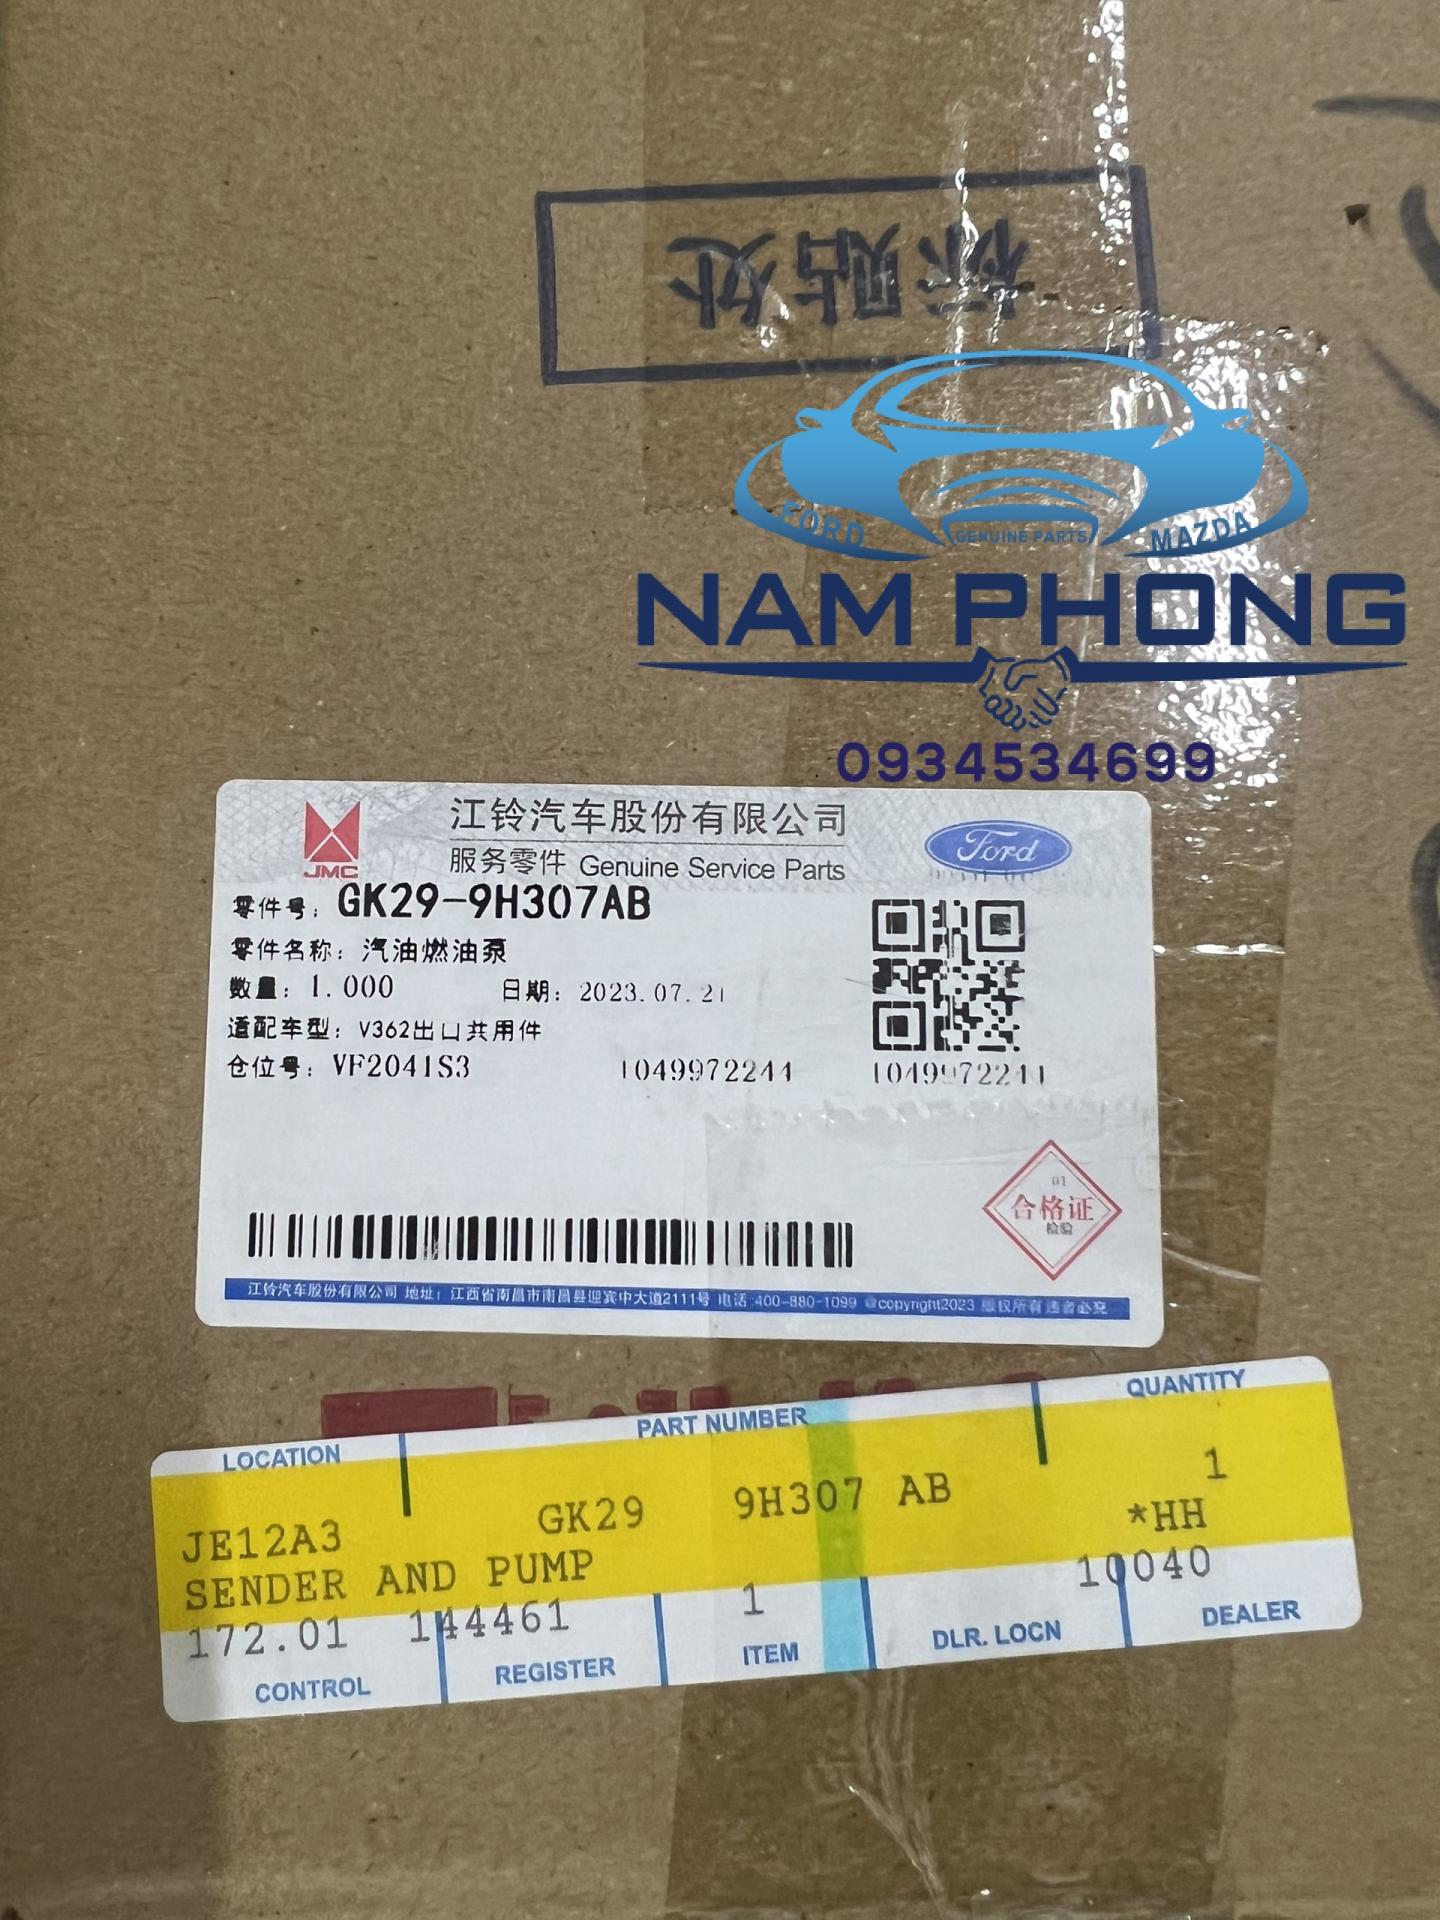 标贴处
FORD
GENUINE PARTS
MAZDA
NAM PHONG
0934534699
JMC
江铃汽车股份有限公司
服务零件 Genuine Service Parts
Ford
零件号: GK29-9H307AB
零件名称: 汽油燃油泵
数量: 1.000 日期: 2023.07.21
适配车型: V362出口共用件
仓位号: VF2041S3 1049972244 1049972244
01
合格证
检验
江铃汽车股份有限公司 地址: 江西省南昌市南昌县迎宾中大道2111号 电话:400-880-1099 ©copyright2023 版权所有违者必究
LOCATION PART NUMBER QUANTITY
JE12A3 GK29 9H307 AB 1
SENDER AND PUMP *HH
172.01 144461 1 10040
CONTROL REGISTER ITEM DLR. LOCN DEALER